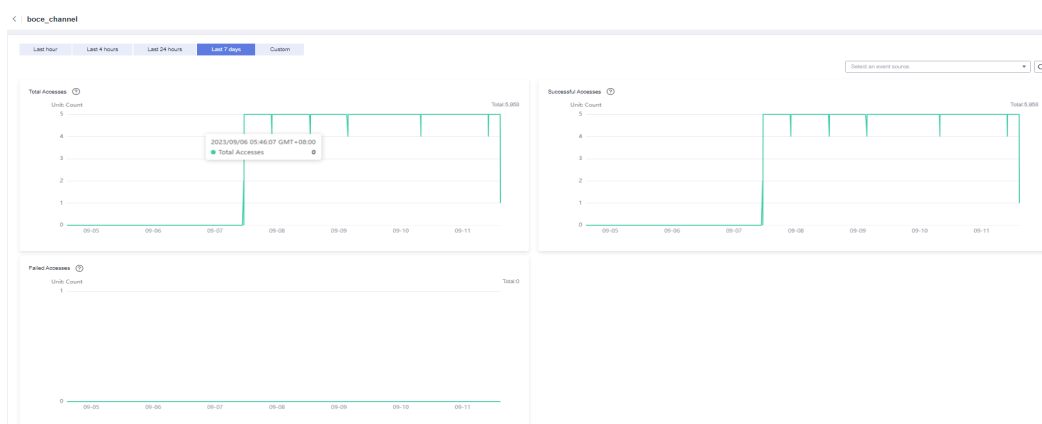 boce_channel
Last hour Last 4 hours Last 24 hours Last 7 days Custom
Select an event source.
Total Accesses
Unit: Count
Total:5,958
5
4
3
2
1
0
09-05 09-06 09-07 09-08 09-09 09-10 09-11
2023/09/06 05:46:07 GMT+08:00
Total Accesses 0
Successful Accesses
Unit: Count
Total:5,958
5
4
3
2
1
0
09-05 09-06 09-07 09-08 09-09 09-10 09-11
Failed Accesses
Unit: Count
Total:0
1
0
09-05 09-06 09-07 09-08 09-09 09-10 09-11